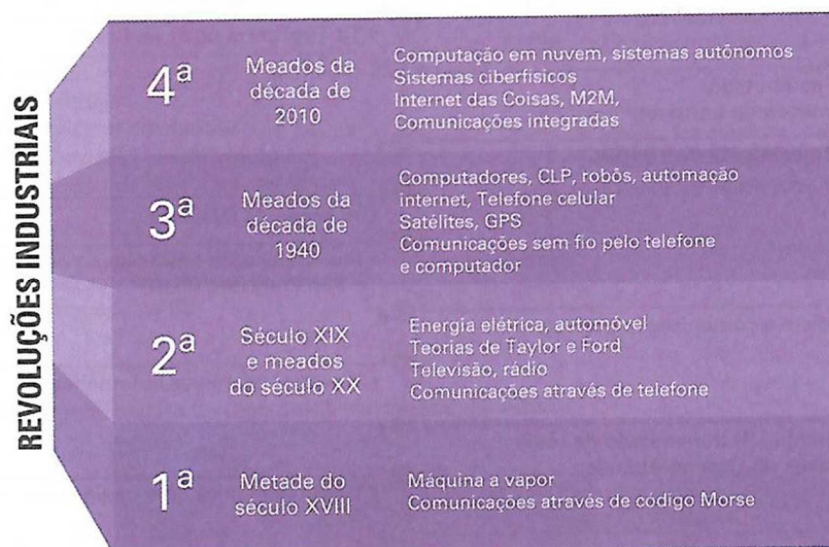 REVOLUÇÕES INDUSTRIAIS
4ª
Meados da
década de
2010
Computação em nuvem, sistemas autônomos
Sistemas ciberfisicos
Internet das Coisas, M2M,
Comunicações integradas
3ª
Meados da
década de
1940
Computadores, CLP, robôs, automação
internet, Telefone celular
Satélites, GPS
Comunicações sem fio pelo telefone
e computador
2ª
Século XIX
e meados
do século XX
Energia elétrica, automóvel
Teorias de Taylor e Ford
Televisão, rádio
Comunicações através de telefone
1ª
Metade do
século XVIII
Máquina a vapor
Comunicações através de código Morse